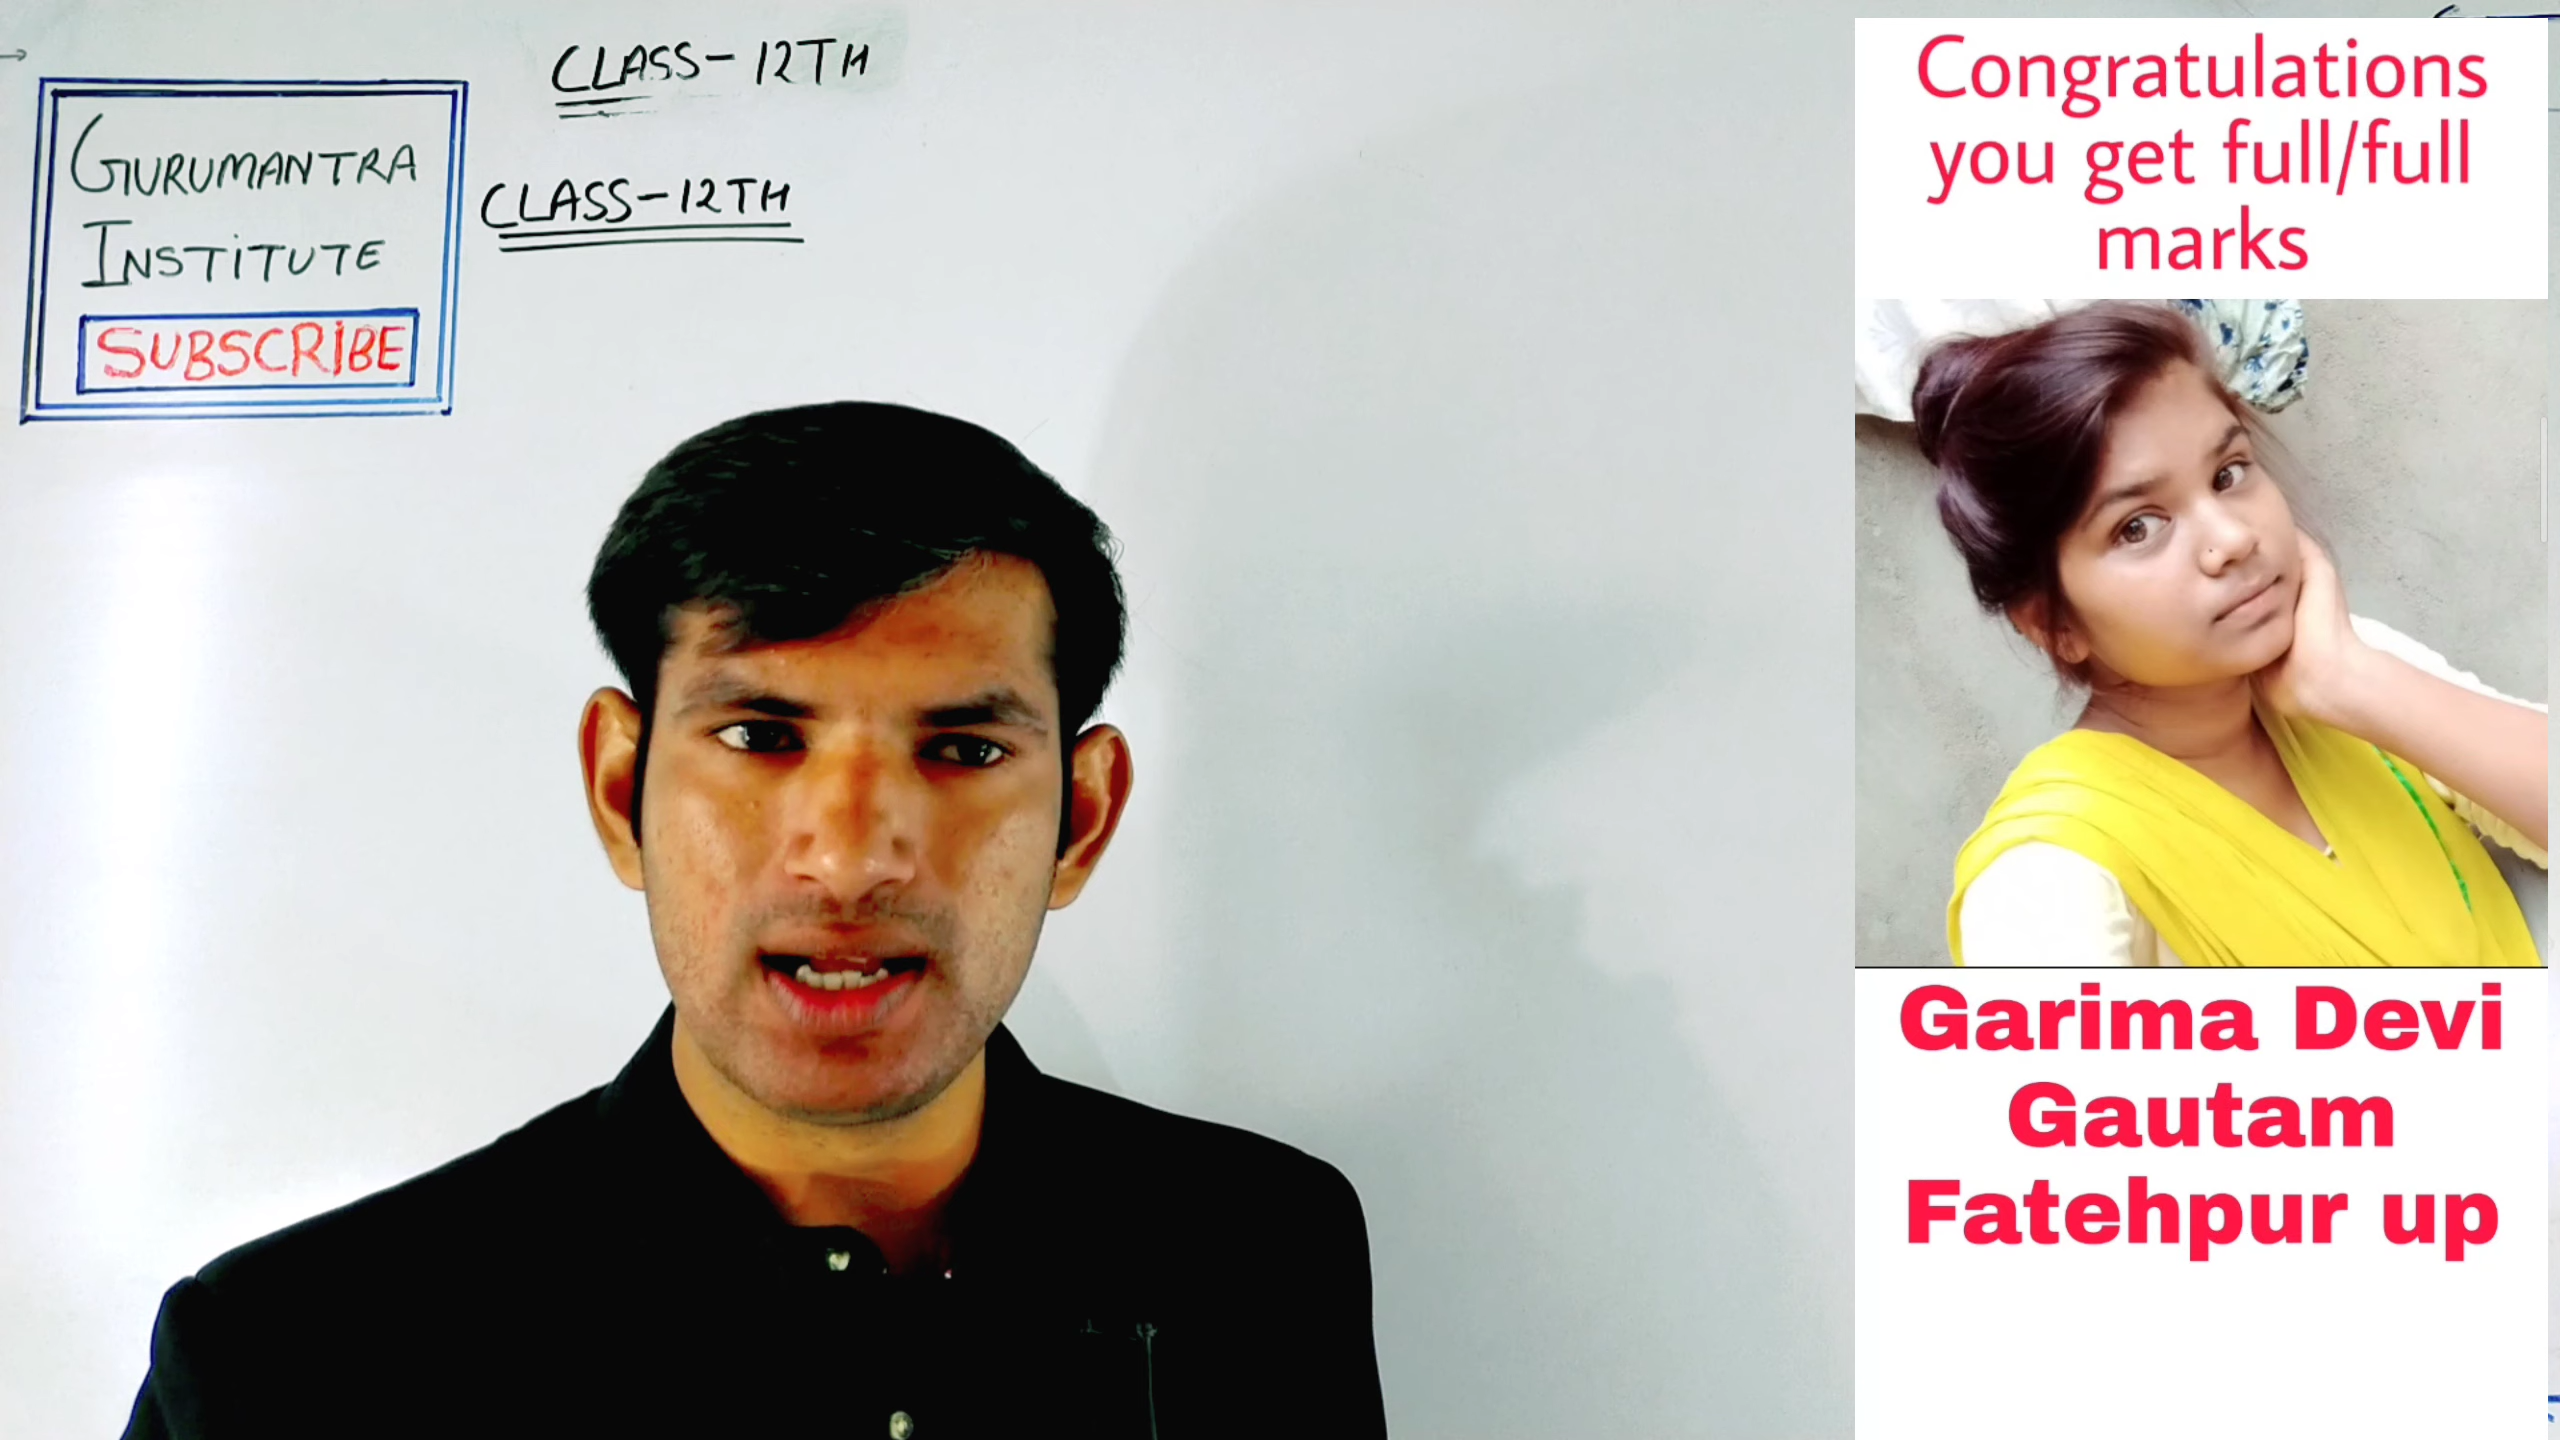 CLASS-12TH
GURUMANTRA
INSTITUTE
SUBSCRIBE
CLASS-12TH
Congratulations
you get full/full
marks
Garima Devi
Gautam
Fatehpur up